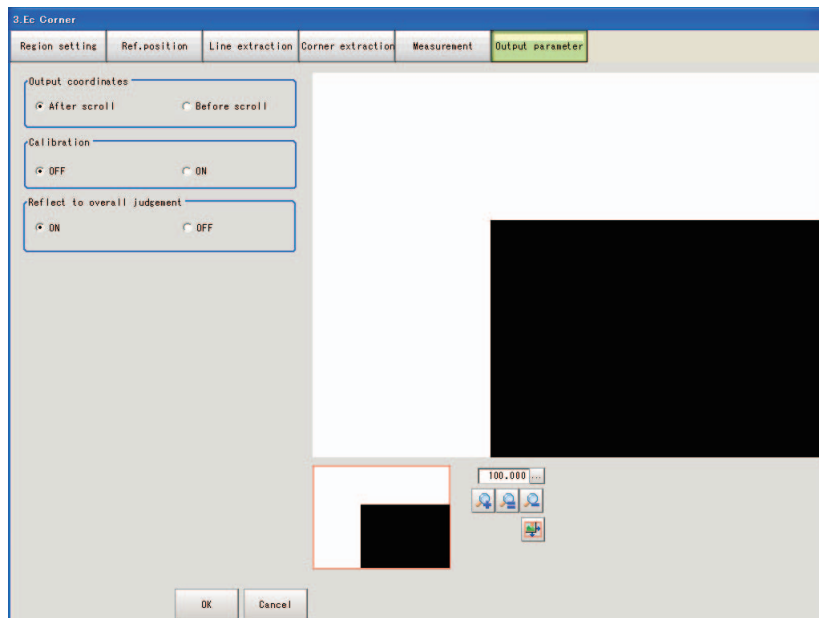 3.Ec Corner
Region setting Ref.position Line extraction Corner extraction Measurement Output parameter
Output coordinates
After scroll Before scroll
Calibration
OFF ON
Reflect to overall judgement
ON OFF
100.000 ...
OK Cancel